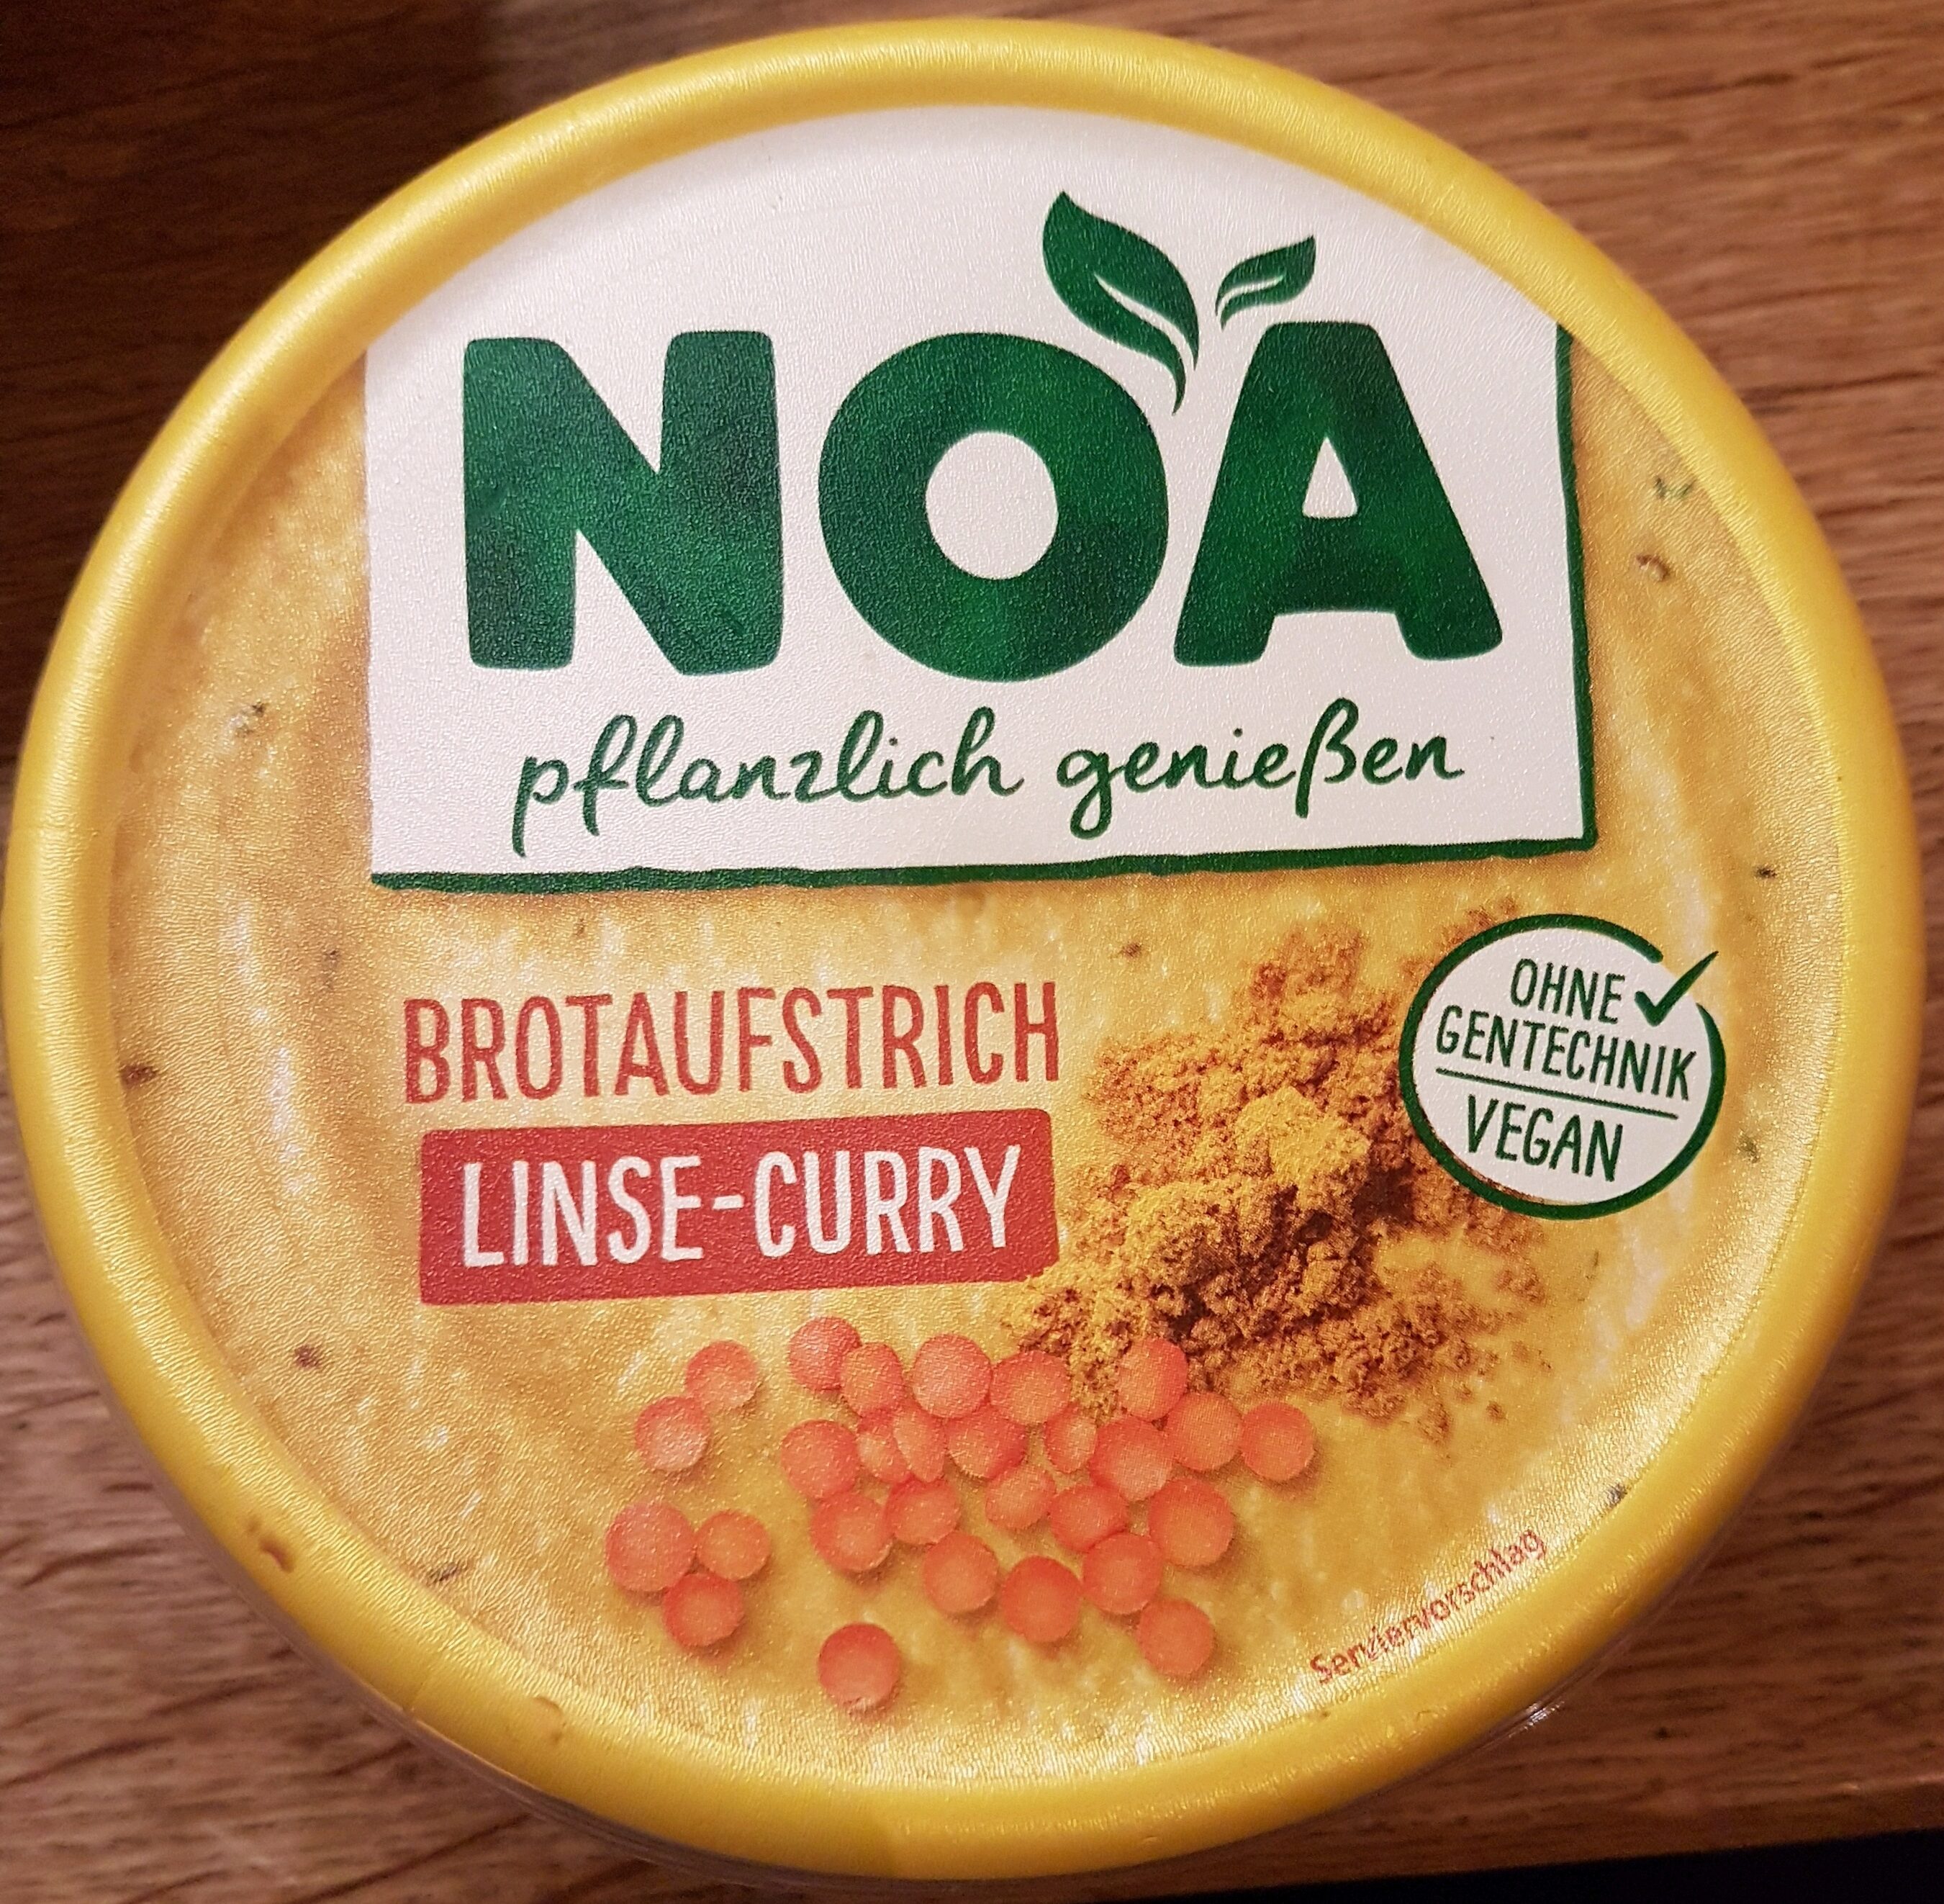 NOA
pflanzlich genießen
BROTAUFSTRICH
LINSE-CURRY
OHNE
GENTECHNIK
VEGAN
Serviervorschlag